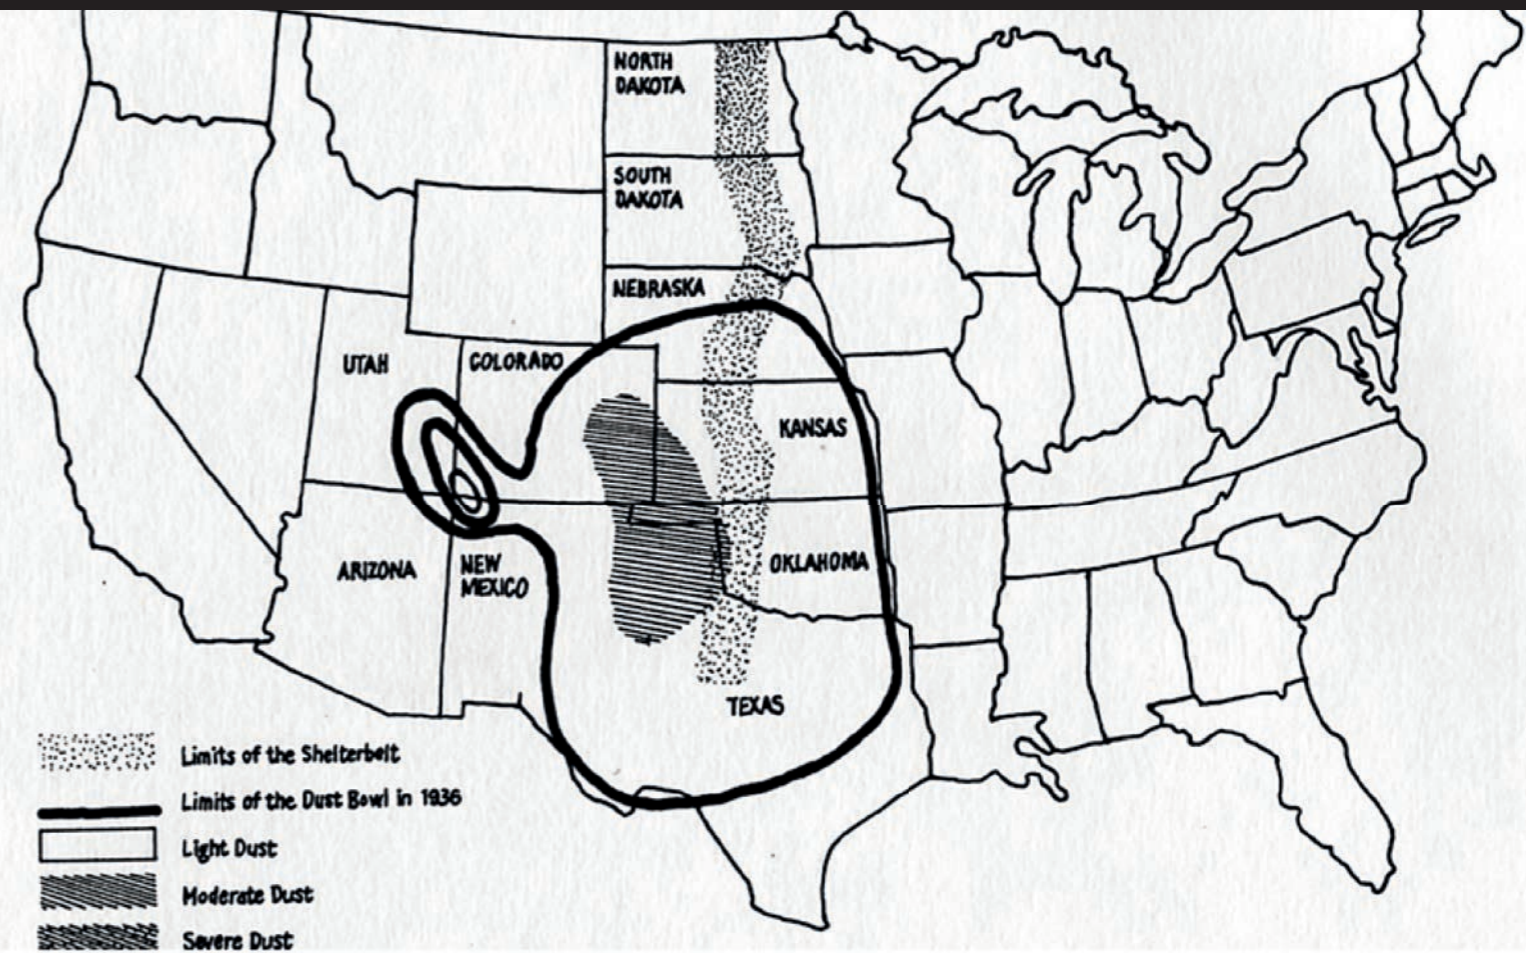 NORTH
DAKOTA
SOUTH
DAKOTA
NEBRASKA
UTAH
COLORADO
KANSAS
ARIZONA
NEW
MEXICO
OKLAHOMA
TEXAS
Limits of the Shelterbelt
Limits of the Dust Bowl in 1936
Light Dust
Moderate Dust
Severe Dust